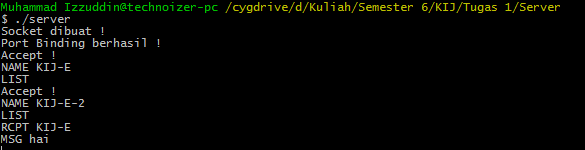 Muhammad Izzuddin@technoizer-pc /cygdrive/d/Kuliah/Semester 6/KIJ/Tugas 1/Server
$ ./server
Socket dibuat !
Port Binding berhasil !
Accept !
NAME KIJ-E
LIST
Accept !
NAME KIJ-E-2
LIST
RCPT KIJ-E
MSG hai